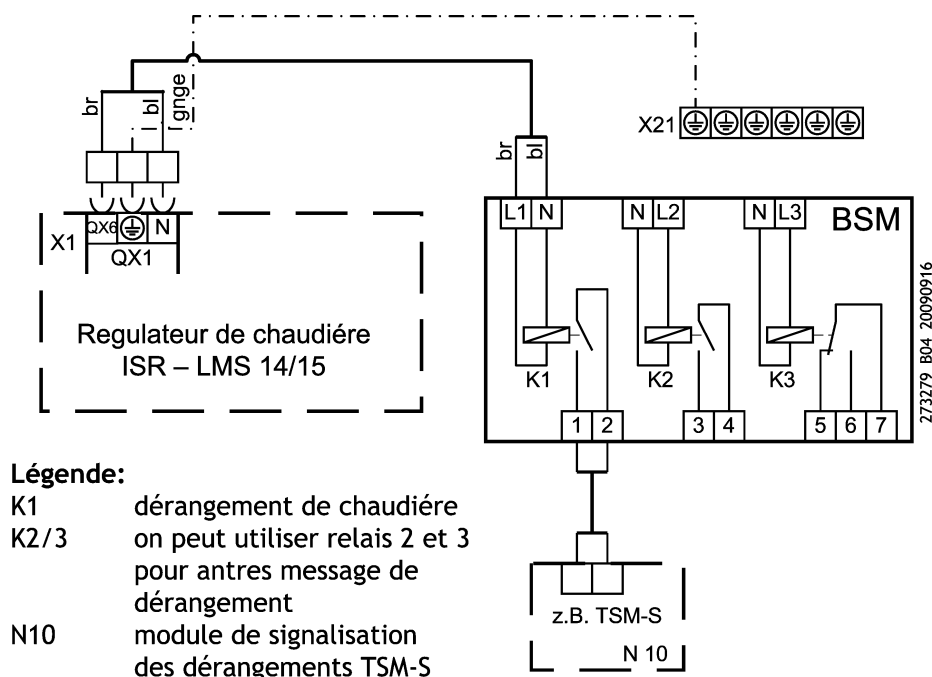 br
bl
gnge
X21
br
bl
L1 N
N L2
N L3
BSM
QX6
N
X1
QX1
Regulateur de chaudiére
ISR – LMS 14/15
K1
K2
K3
1 2
3 4
5 6 7
273279 B04 20090916
Légende:
K1 dérangement de chaudiére
K2/3 on peut utiliser relais 2 et 3
pour antres message de
dérangement
N10 module de signalisation
des dérangements TSM-S
z.B. TSM-S
N 10